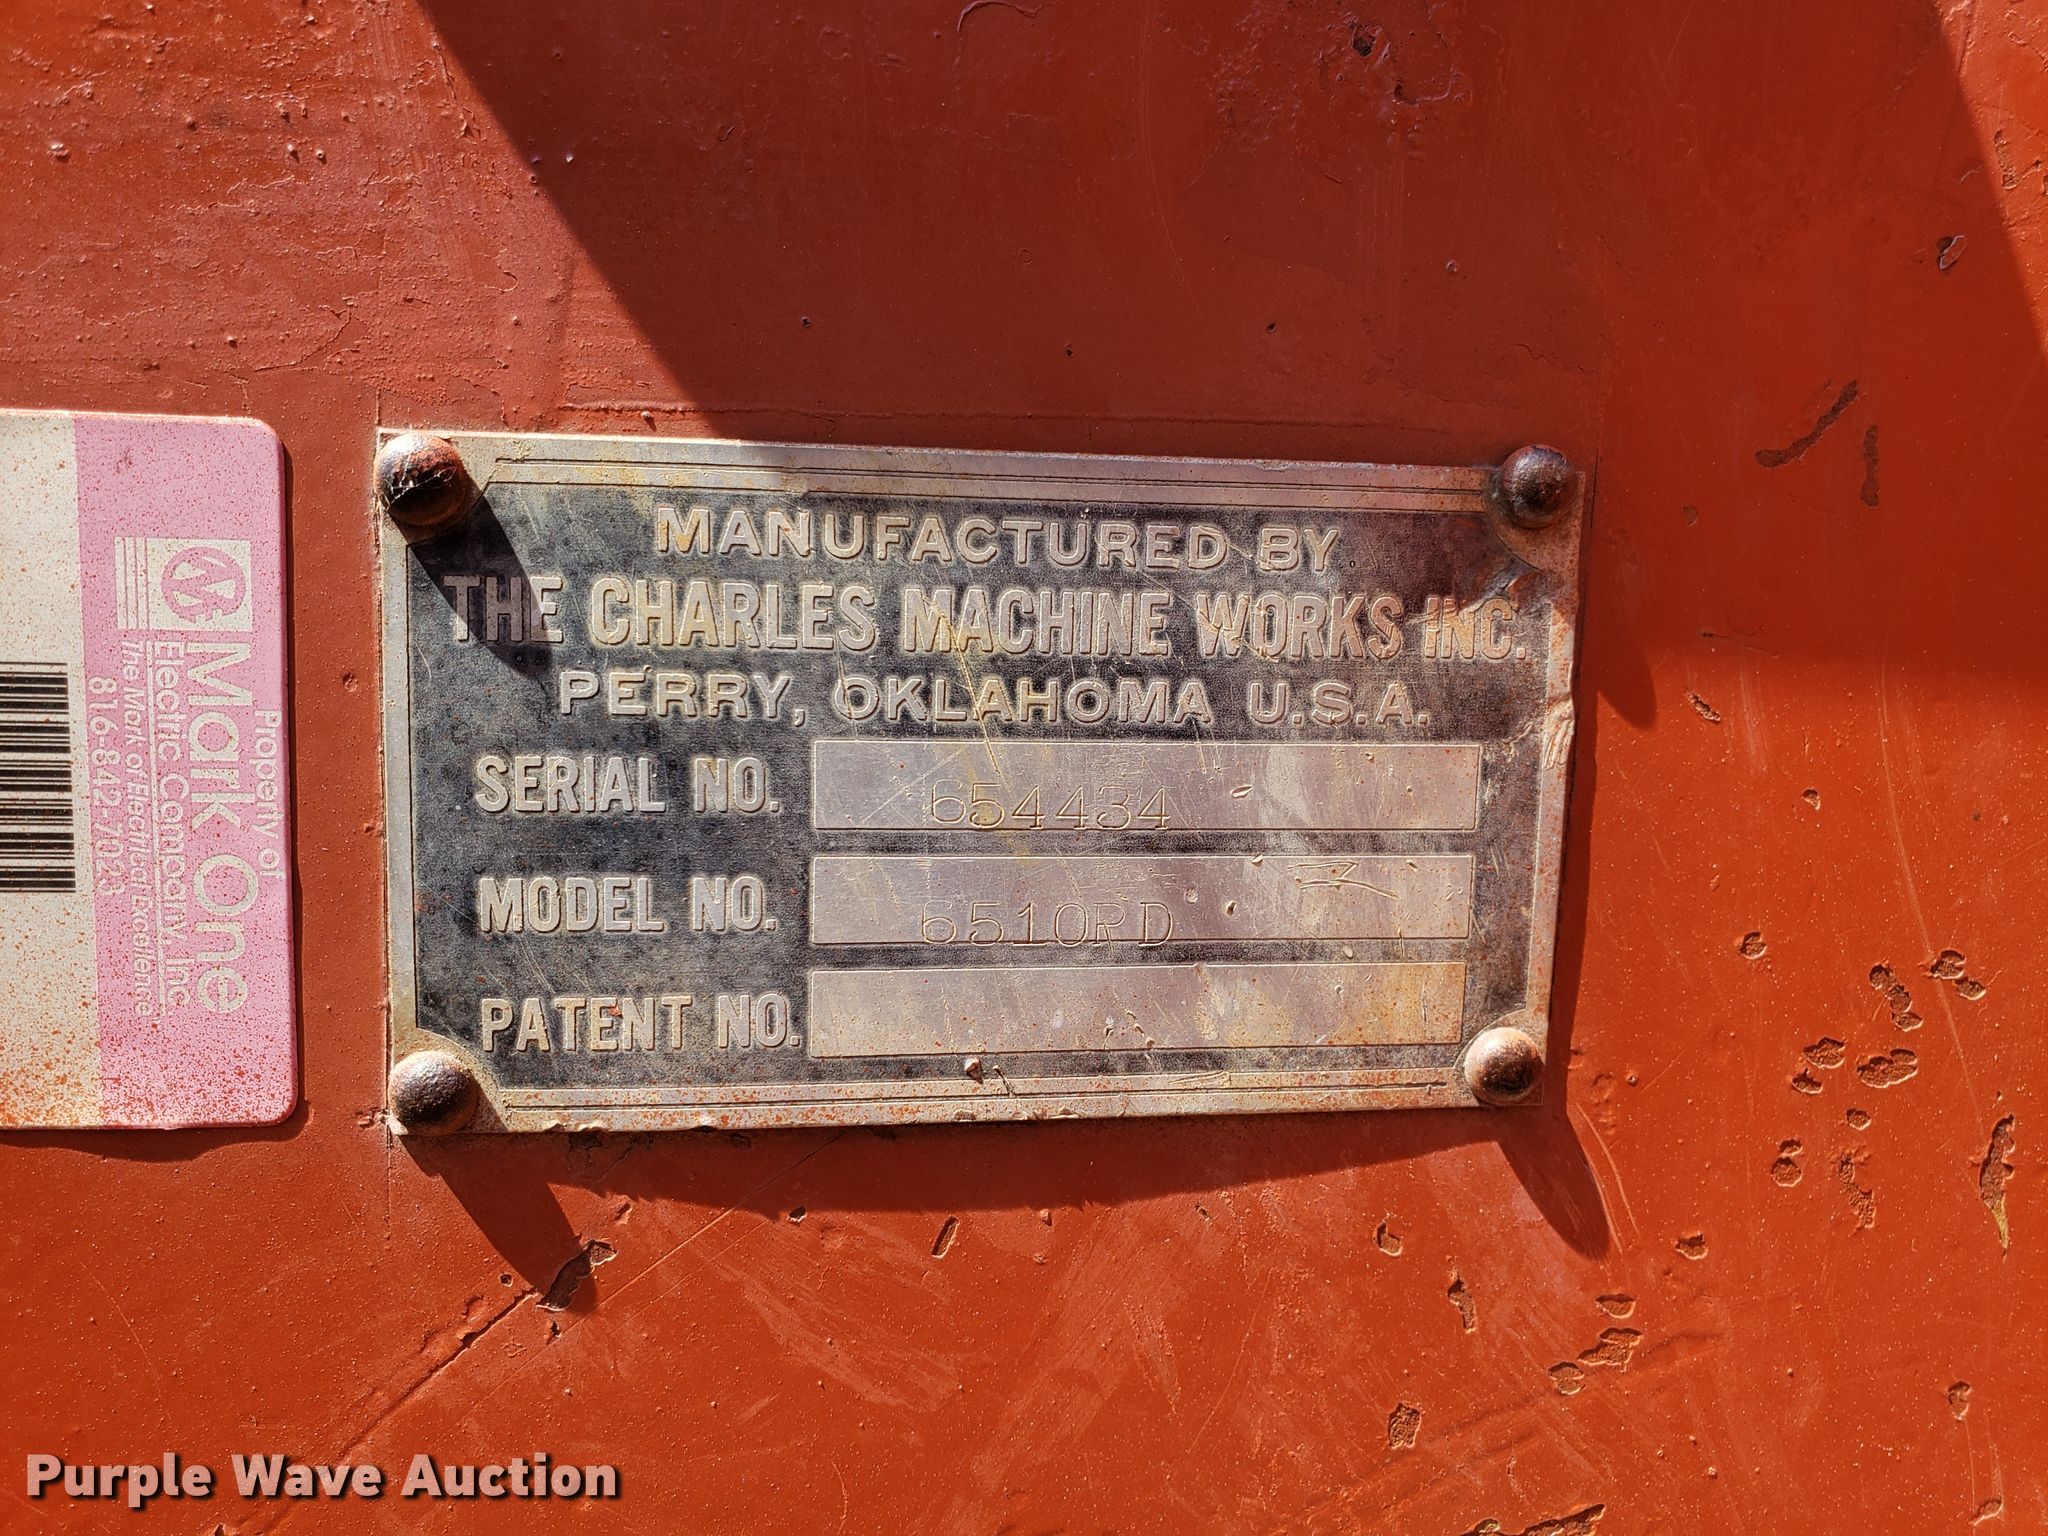 MANUFACTURED BY
THE CHARLES MACHINE WORKS INC.
PERRY, OKLAHOMA U.S.A.
SERIAL NO. 654434
MODEL NO. 6510RD
PATENT NO.
Property of
Mark One
Electric Company, Inc
The Mark of Electrical Excellence
816-842-7023
Purple Wave Auction